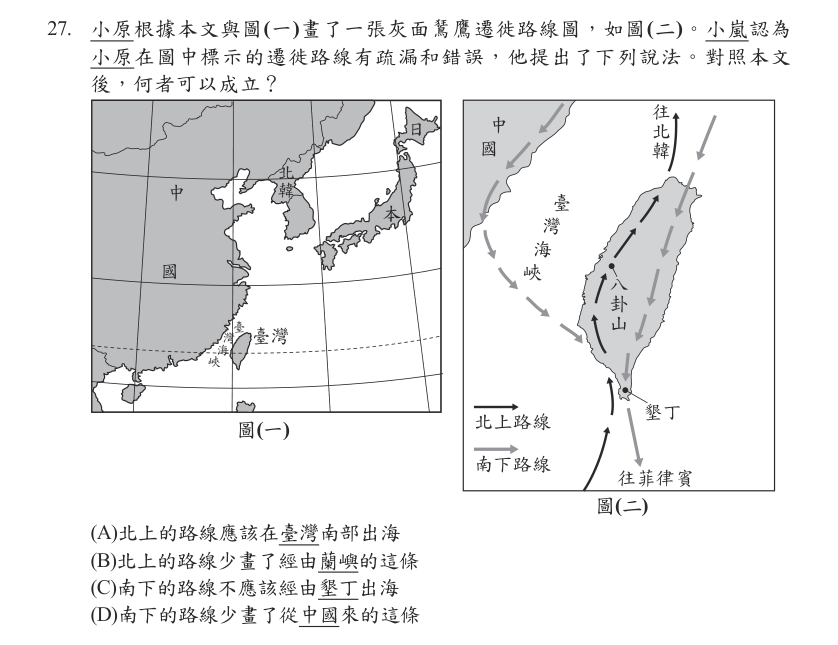 27. 小原根據本文與圖(一)畫了一張灰面鵟鷹遷徙路線圖，如圖(二)。小嵐認為
小原在圖中標示的遷徙路線有疏漏和錯誤，他提出了下列說法。對照本文
後，何者可以成立？
日
北韓
中
本
國
臺灣海峽
臺灣
圖(一)
往北韓
中國
臺灣海峽
八卦山
墾丁
北上路線
南下路線
往菲律賓
圖(二)
(A)北上的路線應該在臺灣南部出海
(B)北上的路線少畫了經由蘭嶼的這條
(C)南下的路線不應該經由墾丁出海
(D)南下的路線少畫了從中國來的這條